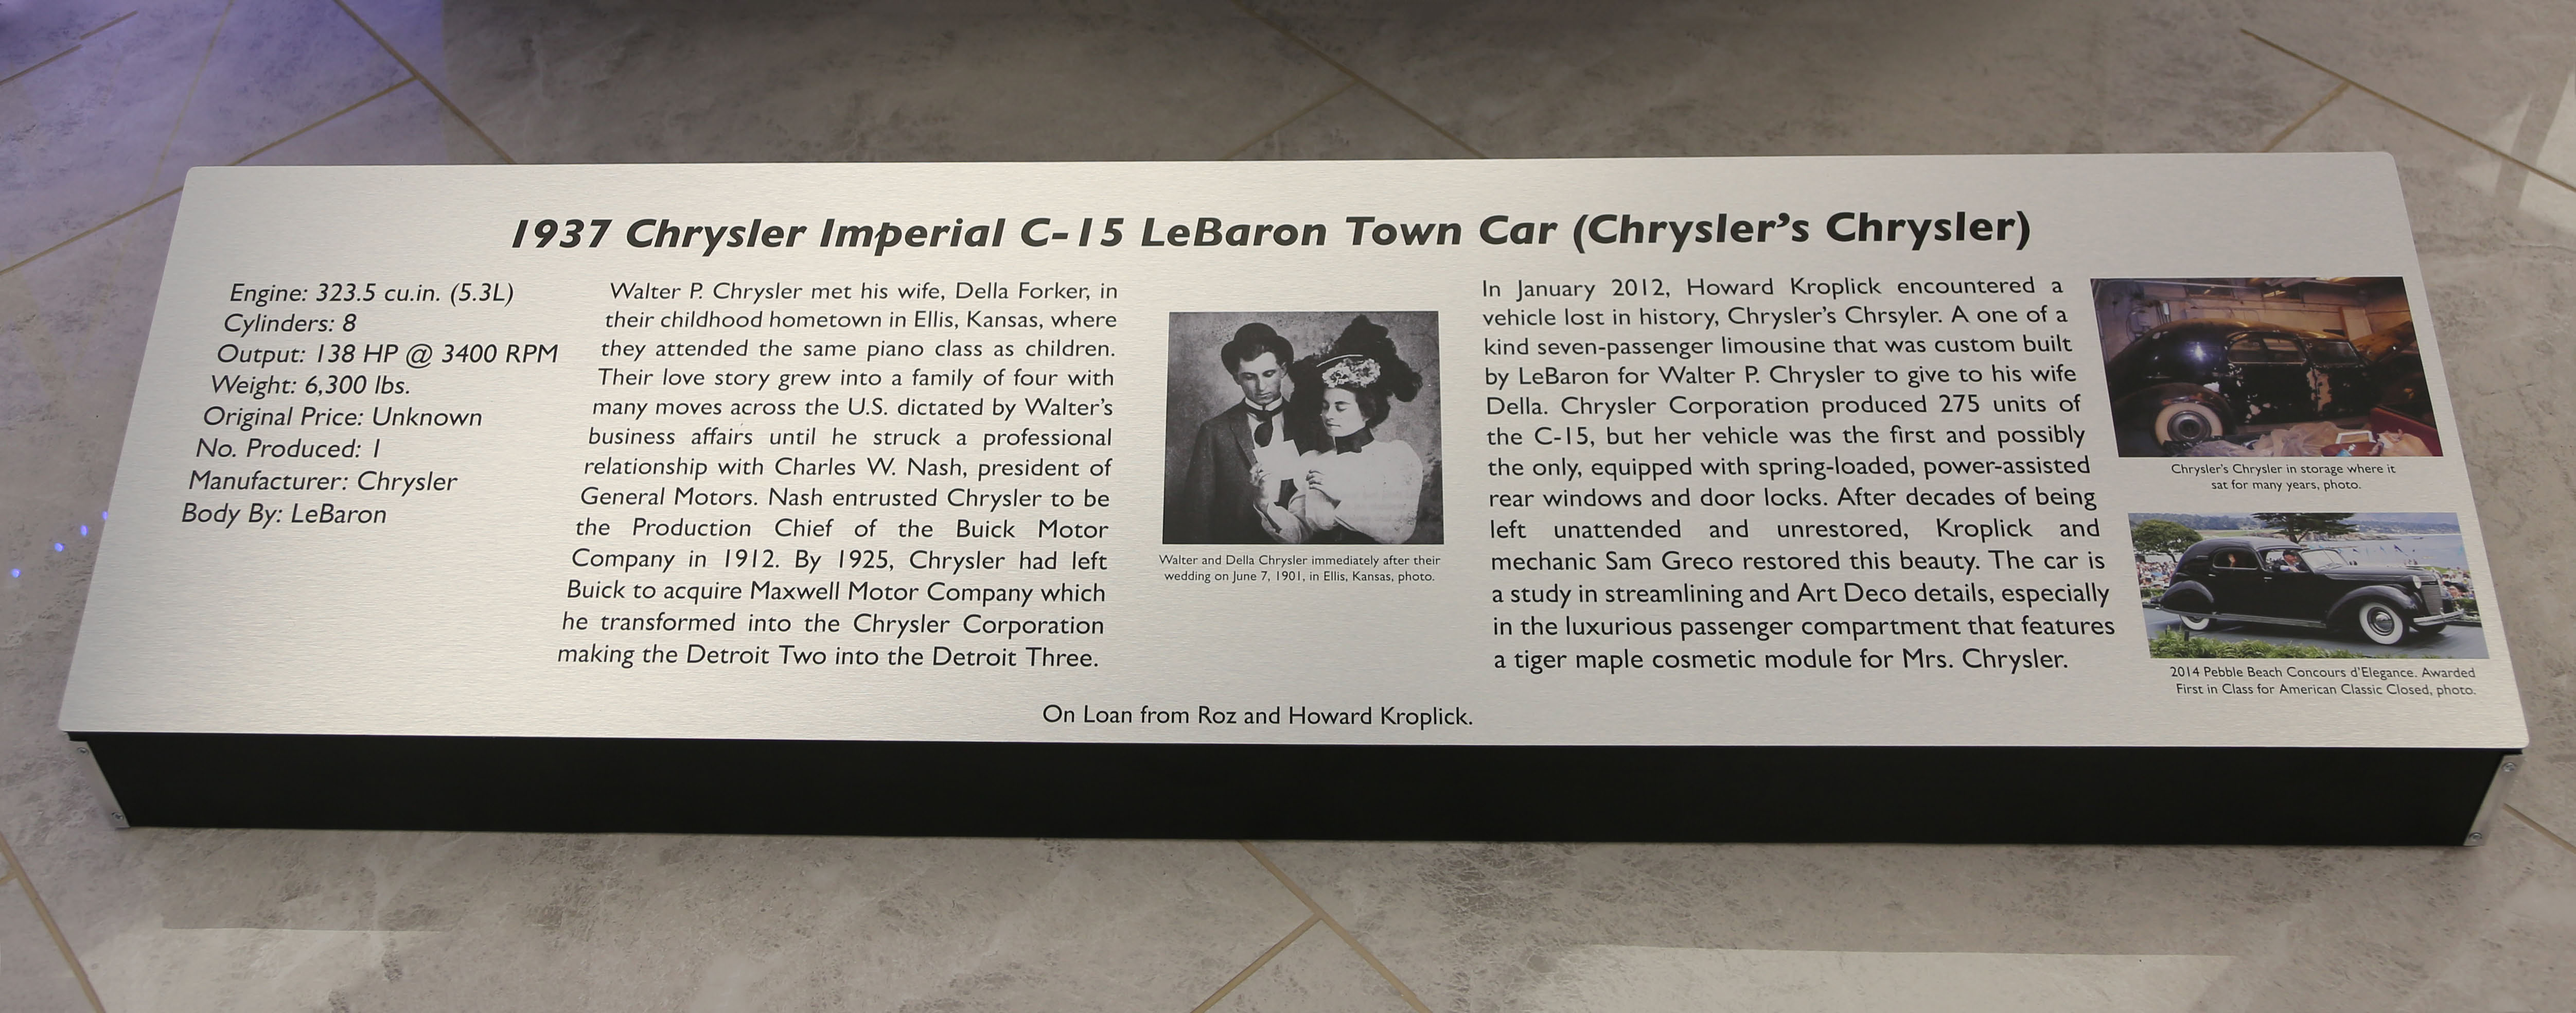 1937 Chrysler Imperial C-15 LeBaron Town Car (Chrysler's Chrysler)
Engine: 323.5 cu.in. (5.3L)
Cylinders: 8
Output: 138 HP @ 3400 RPM
Weight: 6,300 lbs.
Original Price: Unknown
No. Produced: 1
Manufacturer: Chrysler
Body By: LeBaron
Walter P. Chrysler met his wife, Della Forker, in
their childhood hometown in Ellis, Kansas, where
they attended the same piano class as children.
Their love story grew into a family of four with
many moves across the U.S. dictated by Walter's
business affairs until he struck a professional
relationship with Charles W. Nash, president of
General Motors. Nash entrusted Chrysler to be
the Production Chief of the Buick Motor
Company in 1912. By 1925, Chrysler had left
Buick to acquire Maxwell Motor Company which
he transformed into the Chrysler Corporation
making the Detroit Two into the Detroit Three.
Walter and Della Chrysler immediately after their
wedding on June 7, 1901, in Ellis, Kansas, photo.
In January 2012, Howard Kroplick encountered a
vehicle lost in history, Chrysler's Chrsyler. A one of a
kind seven-passenger limousine that was custom built
by LeBaron for Walter P. Chrysler to give to his wife
Della. Chrysler Corporation produced 275 units of
the C-15, but her vehicle was the first and possibly
the only, equipped with spring-loaded, power-assisted
rear windows and door locks. After decades of being
left unattended and unrestored, Kroplick and
mechanic Sam Greco restored this beauty. The car is
a study in streamlining and Art Deco details, especially
in the luxurious passenger compartment that features
a tiger maple cosmetic module for Mrs. Chrysler.
Chrysler's Chrysler in storage where it
sat for many years, photo.
2014 Pebble Beach Concours d'Elegance. Awarded
First in Class for American Classic Closed, photo.
On Loan from Roz and Howard Kroplick.